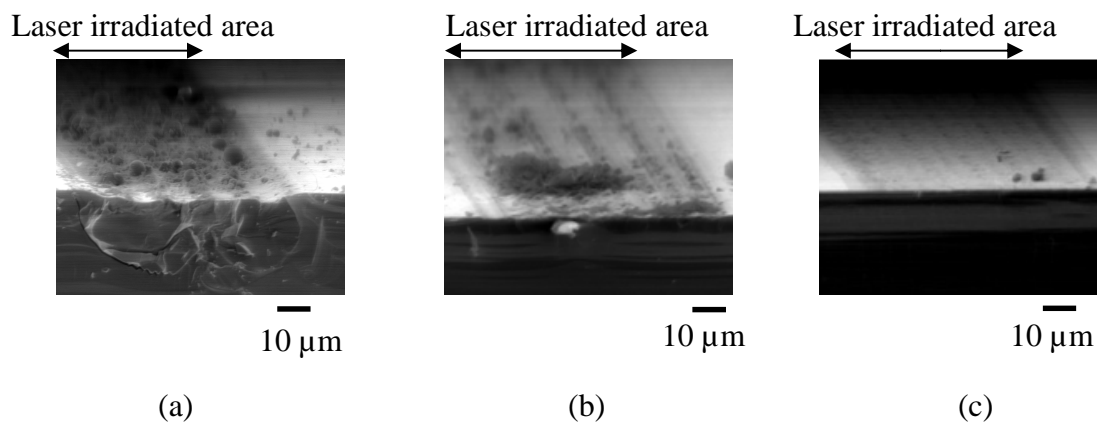 Laser irradiated area
Laser irradiated area
Laser irradiated area
10 µm
10 µm
10 µm
(a)
(b)
(c)